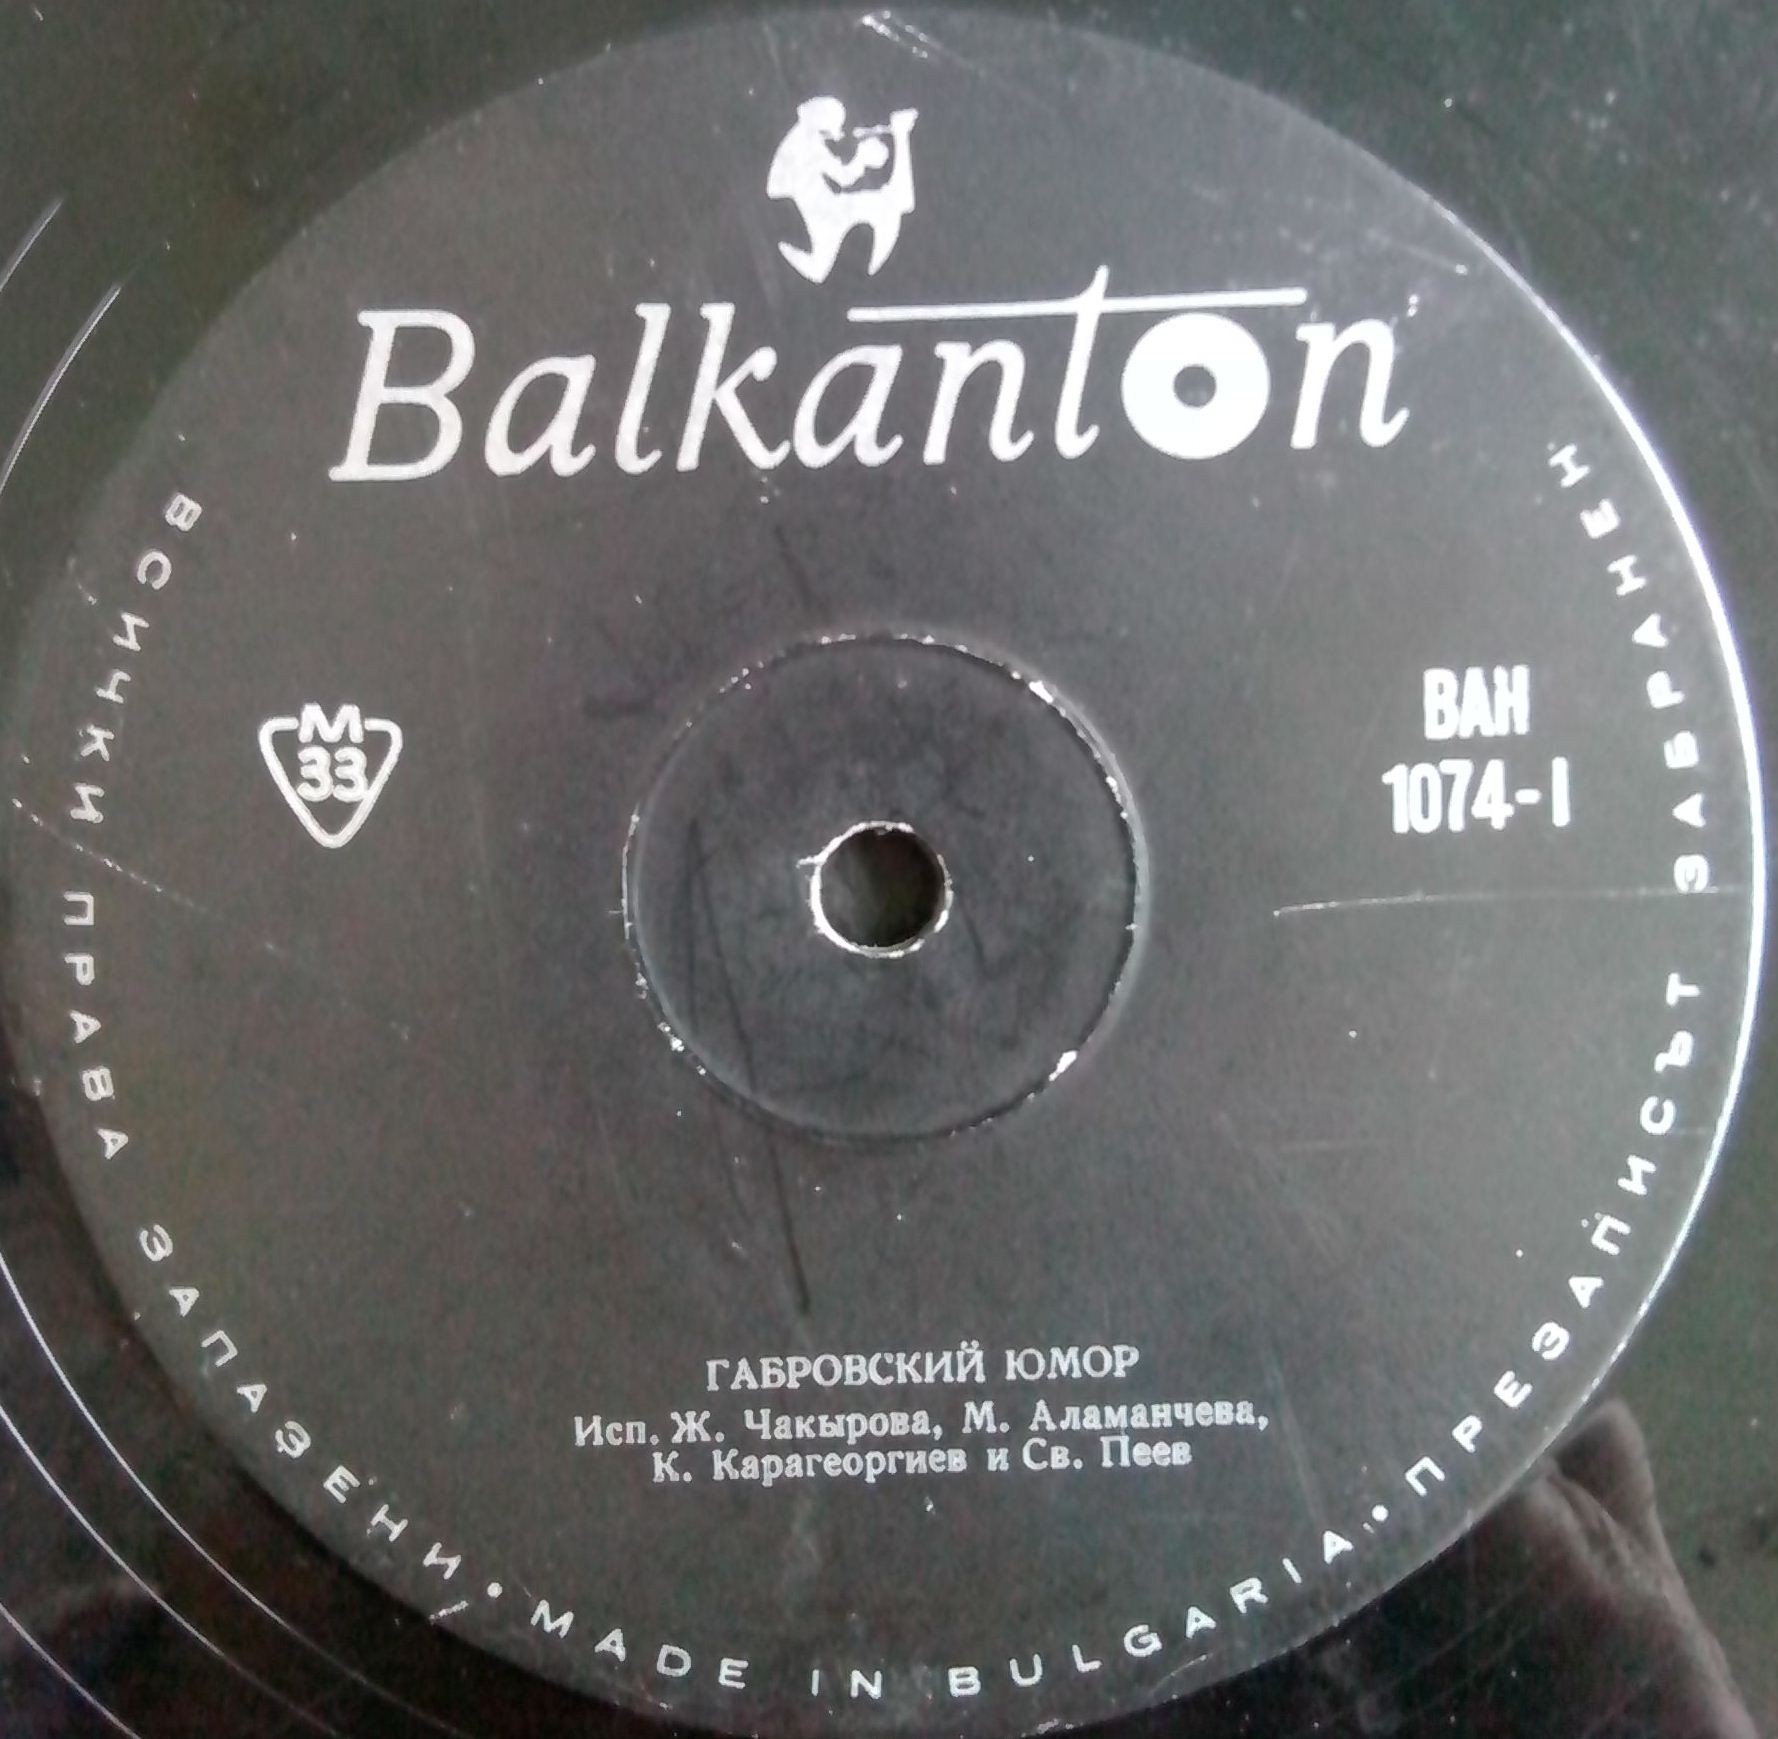 Balkanton
М
33
ВАН
1074-I
ГАБРОВСКИЙ ЮМОР
Исп. Ж. Чакырова, М. Аламанчева,
К. Карагеоргиев и Св. Пеев
ВСИЧКИ ПРАВА ЗАПАЗЕНИ • MADE IN BULGARIA • ПРЕЗАПИСЪТ ЗАБРАНЕН